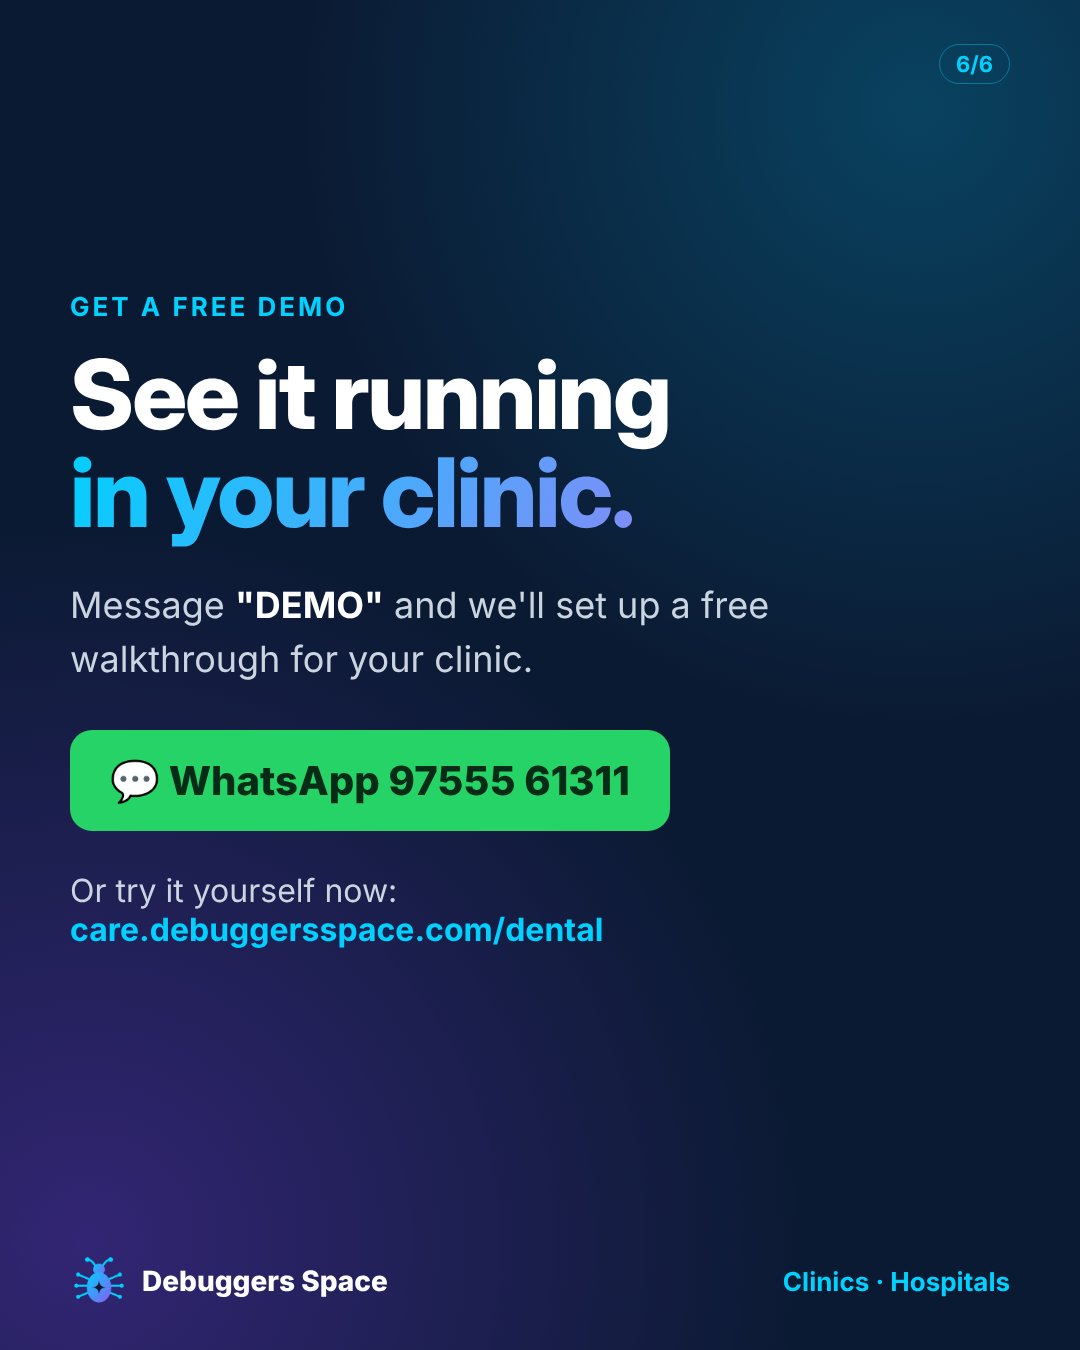 6/6
GET A FREE DEMO
See it running
in your clinic.
Message "DEMO" and we'll set up a free
walkthrough for your clinic.
💬 WhatsApp 97555 61311
Or try it yourself now:
care.debuggersspace.com/dental
Debuggers Space
Clinics · Hospitals